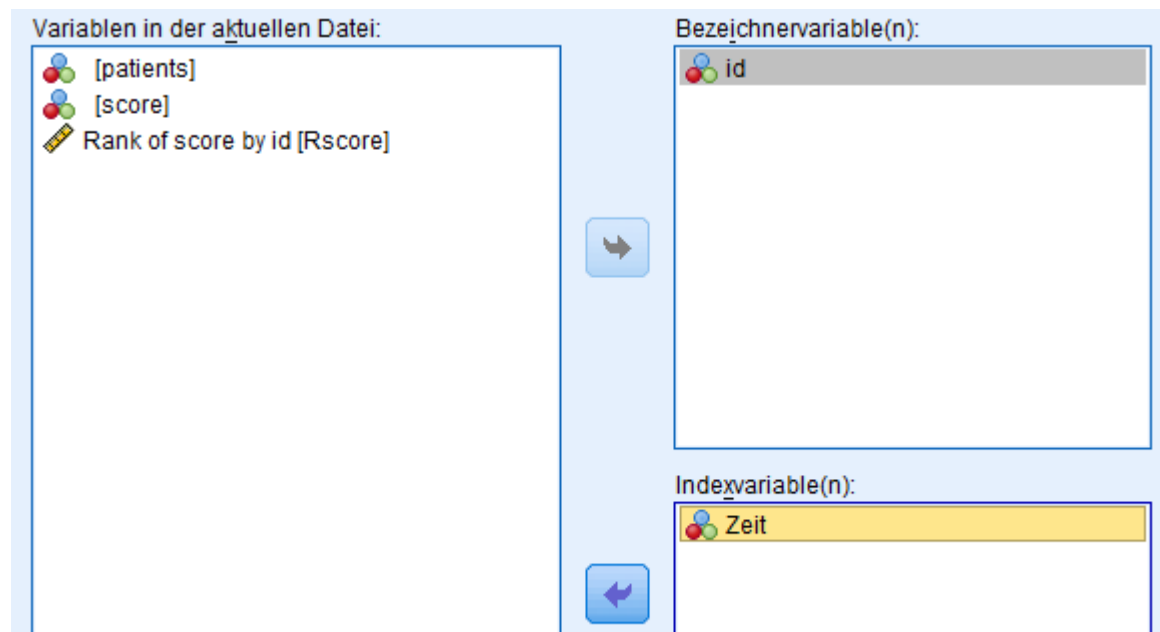 Variablen in der aktuellen Datei:
[patients]
[score]
Rank of score by id [Rscore]
Bezeichnervariable(n):
id
Indexvariable(n):
Zeit